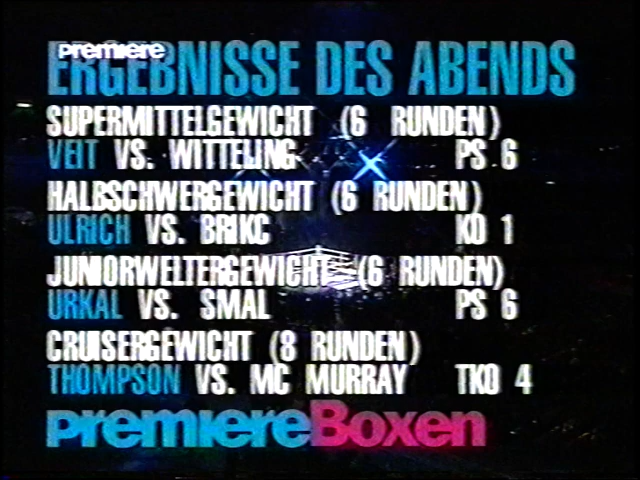 premiere
ERGEBNISSE DES ABENDS
SUPERMITTELGEWICHT (6 RUNDEN)
VEIT VS. WITTELING PS 6
HALBSCHWERGEWICHT (6 RUNDEN)
ULRICH VS. BRIKC KO 1
JUNIORWELTERGEWICHT (6 RUNDEN)
URKAL VS. SMAL PS 6
CRUISERGEWICHT (8 RUNDEN)
THOMPSON VS. MC MURRAY TKO 4
premiereBoxen